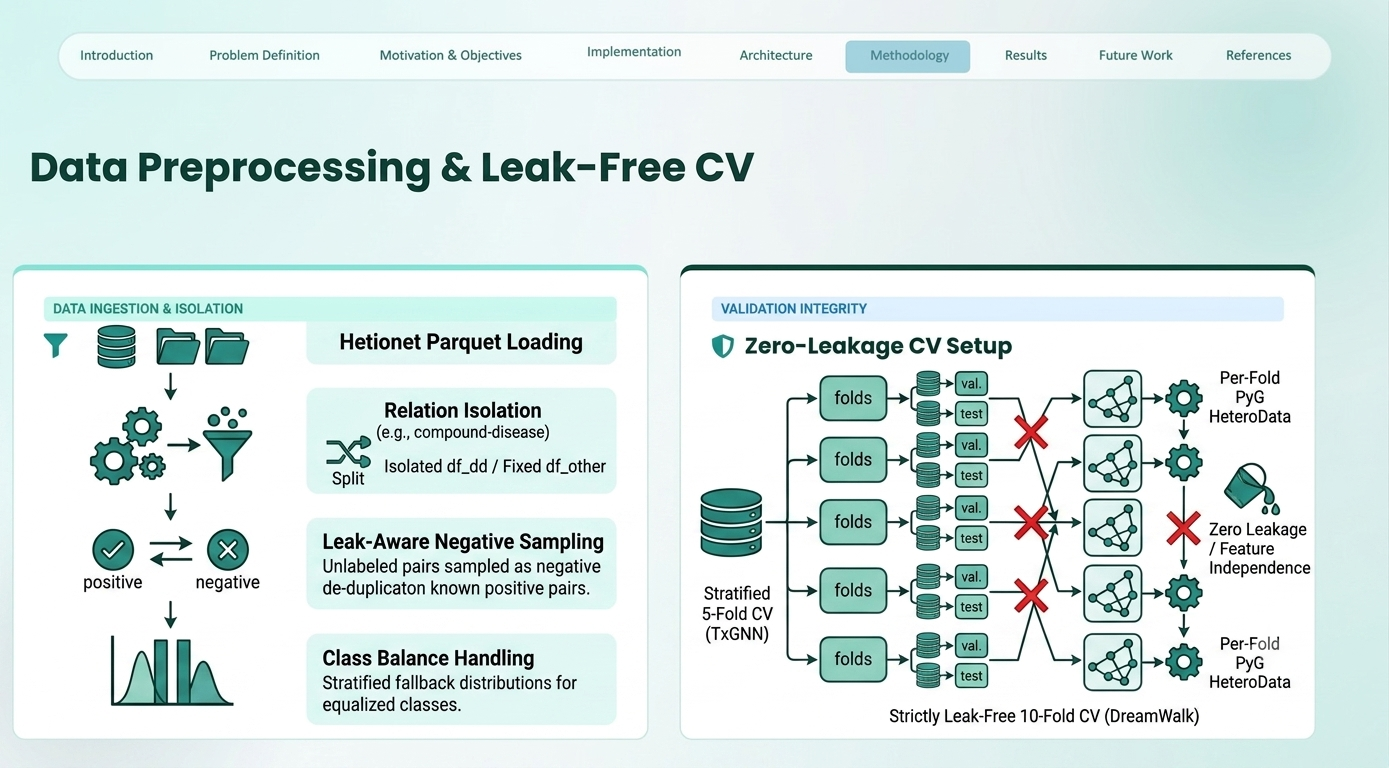 Introduction
Problem Definition
Motivation & Objectives
Implementation
Architecture
Methodology
Results
Future Work
References
Data Preprocessing & Leak-Free CV
DATA INGESTION & ISOLATION
Hetionet Parquet Loading
Relation Isolation
(e.g., compound-disease)
Split
Isolated df_dd / Fixed df_other
positive
negative
Leak-Aware Negative Sampling
Unlabeled pairs sampled as negative
de-duplicaton known positive pairs.
Class Balance Handling
Stratified fallback distributions for
equalized classes.
VALIDATION INTEGRITY
Zero-Leakage CV Setup
Stratified
5-Fold CV
(TxGNN)
folds
val.
test
folds
val.
test
folds
val.
test
folds
val.
test
folds
val.
test
Per-Fold
PyG
HeteroData
Zero Leakage
/ Feature
Independence
Per-Fold
PyG
HeteroData
Strictly Leak-Free 10-Fold CV (DreamWalk)